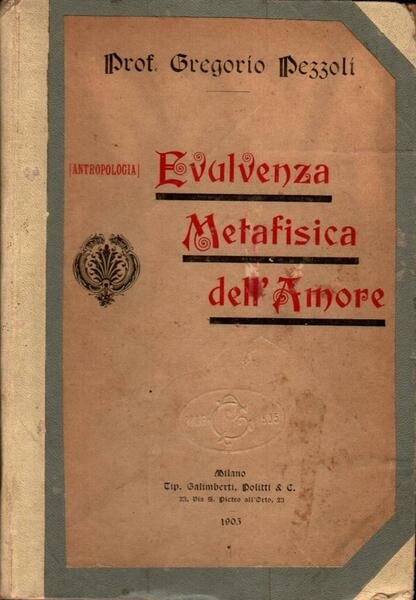 Prof. Gregorio Pezzoli
[ANTROPOLOGIA]
Evulvenza
Metafisica
dell'Amore
Milano
Tip. Galimberti, Politti & C.
23, Via S. Pietro all'Orto, 23
1903